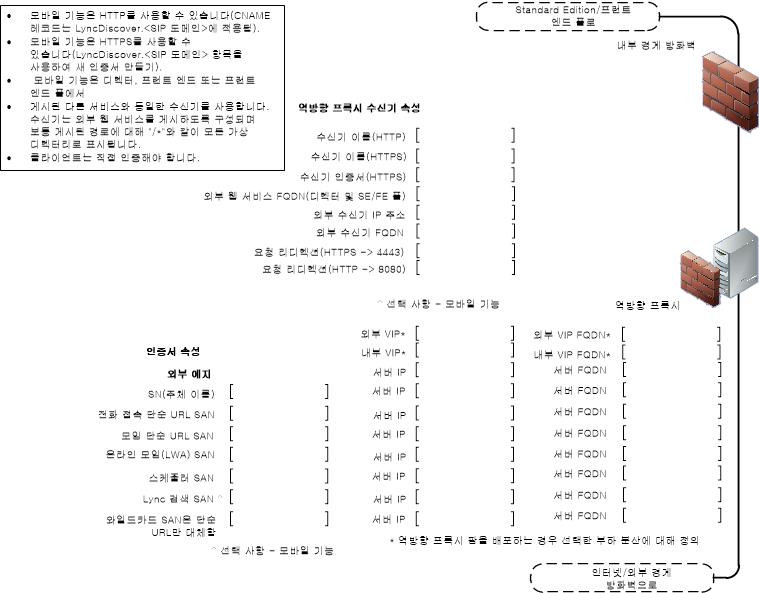 • 모바일 기능은 HTTP를 사용할 수 있습니다(CNAME
레코드는 LyncDiscover.<SIP 도메인>에 적용됨).
• 모바일 기능은 HTTPS를 사용할 수
있습니다(LyncDiscover.<SIP 도메인> 항목을
사용하여 새 인증서 만들기).
• 모바일 기능은 디렉터, 프런트 엔드 또는 프런트
엔드 풀에서
• 게시된 다른 서비스와 동일한 수신기를 사용합니다.
수신기는 외부 웹 서비스를 게시하도록 구성되며
보통 게시된 경로에 대해 "/*"와 같이 모든 가상
디렉터리로 표시됩니다.
• 클라이언트는 직접 인증해야 합니다.
Standard Edition/프런트
엔드 풀로
내부 경계 방화벽
역방향 프록시 수신기 속성
수신기 이름(HTTP) [ ]
수신기 이름(HTTPS) [ ]
수신기 인증서(HTTPS) [ ]
외부 웹 서비스 FQDN(디렉터 및 SE/FE 풀) [ ]
외부 수신기 IP 주소 [ ]
외부 수신기 FQDN [ ]
요청 리디렉션(HTTPS -> 4443) [ ]
요청 리디렉션(HTTP -> 8080) [ ]
^ 선택 사항 - 모바일 기능
역방향 프록시
외부 VIP* [ ] 외부 VIP FQDN* [ ]
내부 VIP* [ ] 내부 VIP FQDN* [ ]
서버 IP [ ] 서버 FQDN [ ]
서버 IP [ ] 서버 FQDN [ ]
서버 IP [ ] 서버 FQDN [ ]
서버 IP [ ] 서버 FQDN [ ]
서버 IP [ ] 서버 FQDN [ ]
서버 IP [ ] 서버 FQDN [ ]
서버 IP [ ] 서버 FQDN [ ]
서버 IP [ ] 서버 FQDN [ ]
* 역방향 프록시 팜을 배포하는 경우 선택한 부하 분산에 대해 정의
인증서 속성
외부 에지
SN(주체 이름) [ ]
전화 접속 단순 URL SAN [ ]
모임 단순 URL SAN [ ]
온라인 모임(LWA) SAN [ ]
스케줄러 SAN [ ]
Lync 검색 SAN ^ [ ]
와일드카드 SAN은 단순 [ ]
URL만 대체함
^ 선택 사항 - 모바일 기능
인터넷/외부 경계
방화벽으로